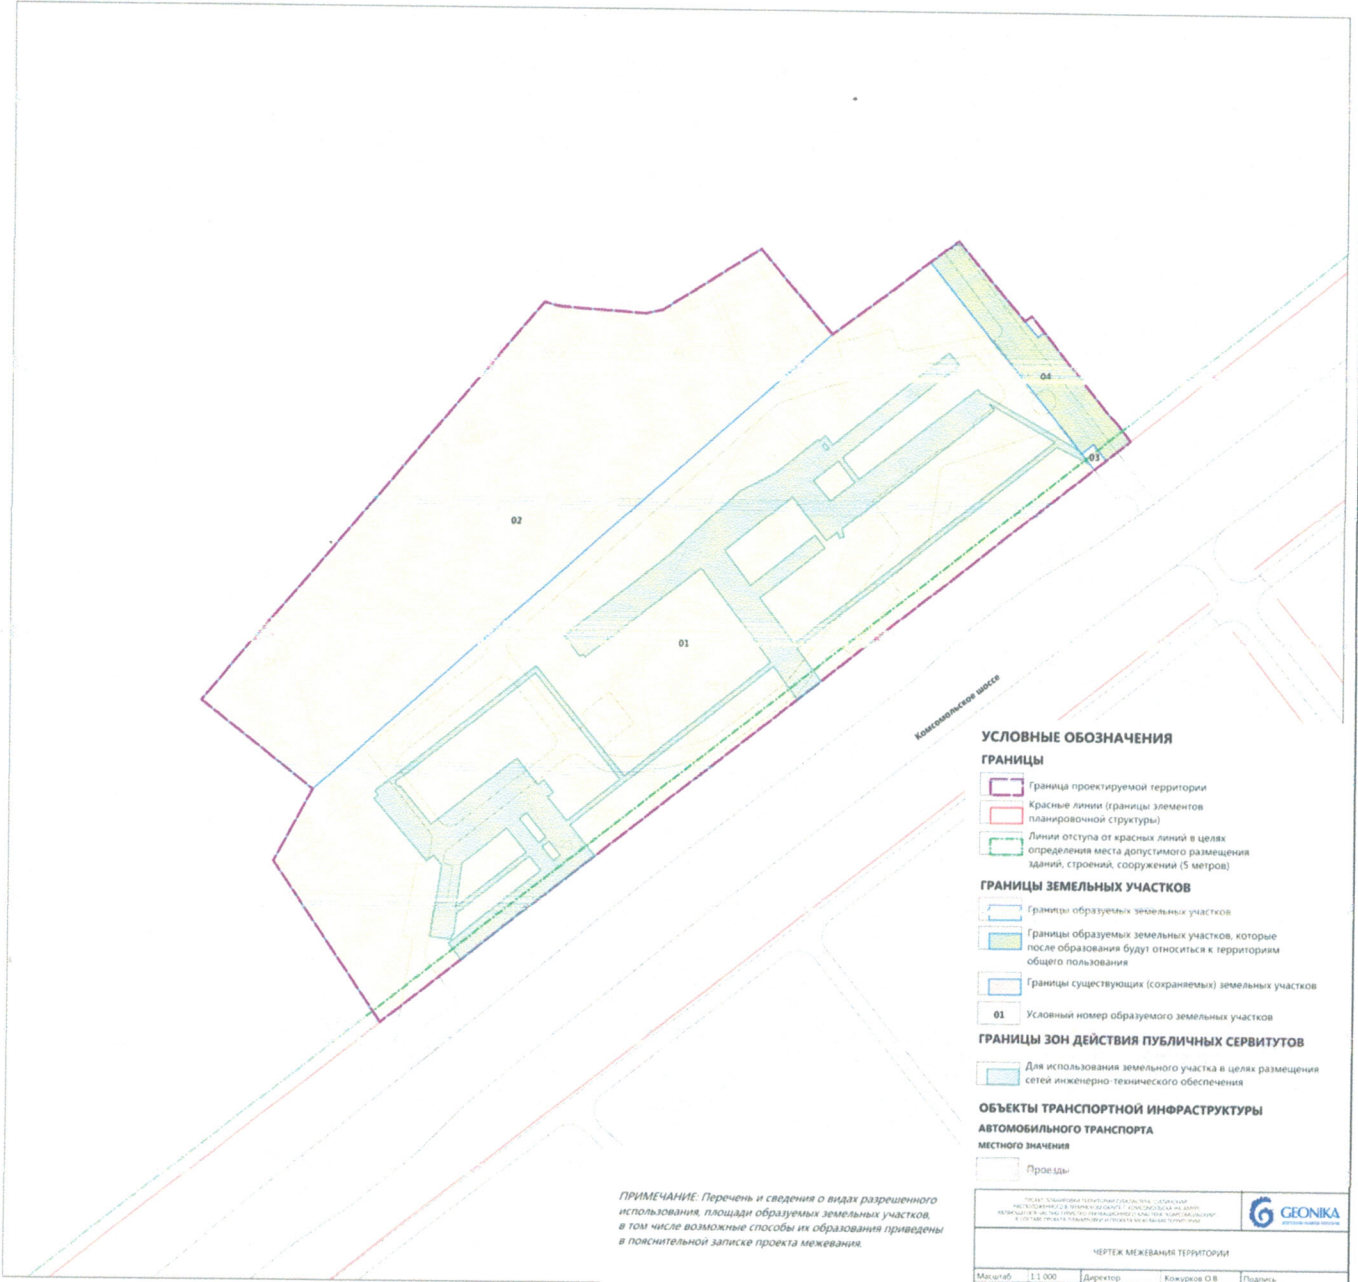 04
03
02
01
Комсомольское шоссе
УСЛОВНЫЕ ОБОЗНАЧЕНИЯ
ГРАНИЦЫ
Граница проектируемой территории
Красные линии (границы элементов
планировочной структуры)
Линии отступа от красных линий в целях
определения места допустимого размещения
зданий, строений, сооружений (5 метров)
ГРАНИЦЫ ЗЕМЕЛЬНЫХ УЧАСТКОВ
Границы образуемых земельных участков
Границы образуемых земельных участков, которые
после образования будут относиться к территориям
общего пользования
Границы существующих (сохраняемых) земельных участков
01 Условный номер образуемого земельных участков
ГРАНИЦЫ ЗОН ДЕЙСТВИЯ ПУБЛИЧНЫХ СЕРВИТУТОВ
Для использования земельного участка в целях размещения
сетей инженерно-технического обеспечения
ОБЪЕКТЫ ТРАНСПОРТНОЙ ИНФРАСТРУКТУРЫ
АВТОМОБИЛЬНОГО ТРАНСПОРТА
МЕСТНОГО ЗНАЧЕНИЯ
Проезды
ПРИМЕЧАНИЕ: Перечень и сведения о видах разрешенного
использования, площади образуемых земельных участков,
в том числе возможные способы их образования приведены
в пояснительной записке проекта межевания.
GEONIKA
ЧЕРТЕЖ МЕЖЕВАНИЯ ТЕРРИТОРИИ
Масштаб 1:1 000 Директор Кожурков О.В. Подпись